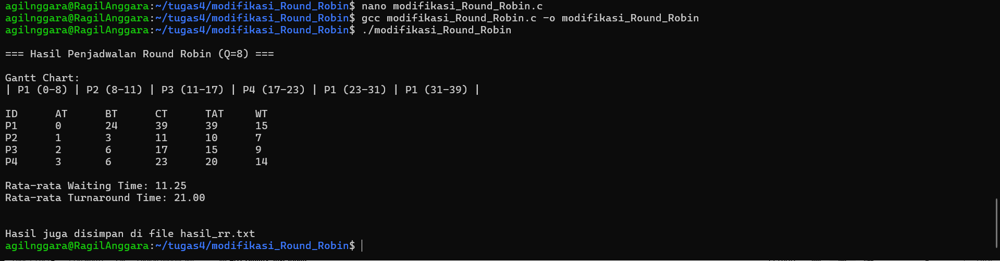 agilnggara@RagilAnggara:~/tugas4/modifikasi_Round_Robin$ nano modifikasi_Round_Robin.c
agilnggara@RagilAnggara:~/tugas4/modifikasi_Round_Robin$ gcc modifikasi_Round_Robin.c -o modifikasi_Round_Robin
agilnggara@RagilAnggara:~/tugas4/modifikasi_Round_Robin$ ./modifikasi_Round_Robin
=== Hasil Penjadwalan Round Robin (Q=8) ===
Gantt Chart:
| P1 (0-8) | P2 (8-11) | P3 (11-17) | P4 (17-23) | P1 (23-31) | P1 (31-39) |
ID AT BT CT TAT WT
P1 0 24 39 39 15
P2 1 3 11 10 7
P3 2 6 17 15 9
P4 3 6 23 20 14
Rata-rata Waiting Time: 11.25
Rata-rata Turnaround Time: 21.00
Hasil juga disimpan di file hasil_rr.txt
agilnggara@RagilAnggara:~/tugas4/modifikasi_Round_Robin$